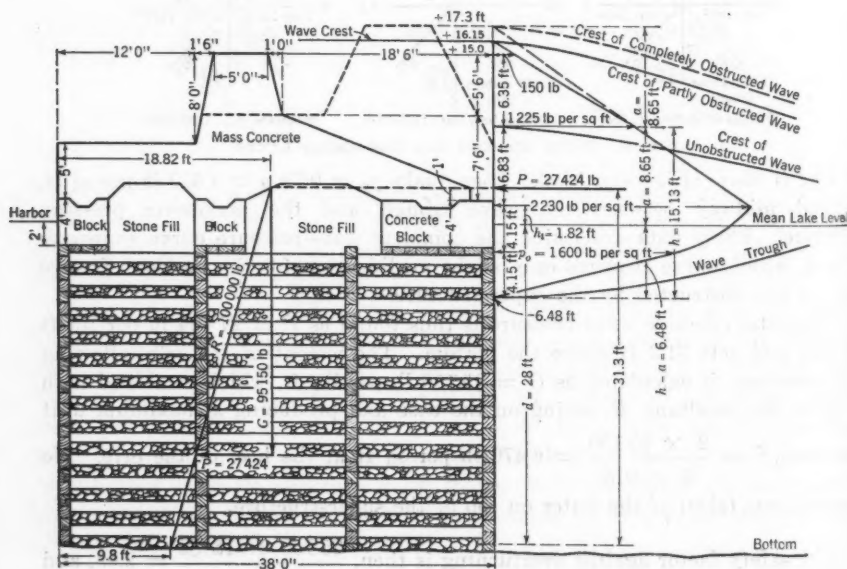 + 17.3 ft
Wave Crest
+ 16.15
+ 15.0
12'0"
1'6"
1'0"
5'0"
18'6"
8'0"
5'6"
6.35 ft
150 lb
a = 8.65 ft
Crest of Completely Obstructed Wave
Crest of Partly Obstructed Wave
Crest of Unobstructed Wave
1225 lb per sq ft
Mass Concrete
18.82 ft
5'
6'6"
6.83 ft
a = 8.65 ft
1'
P = 27424 lb
2230 lb per sq ft
h = 15.13 ft
Harbor
2'
4'
Block
Stone Fill
Block
Stone Fill
Concrete Block
4'
4.15 ft
h₁= 1.82 ft
Mean Lake Level
Pₒ = 1600 lb per sq ft
4.15 ft
Wave Trough
-6.48 ft
R = 100000 lb
G = 95150 lb
d = 28 ft
31.3 ft
h - a = 6.48 ft
P = 27424
9.8 ft
38'0"
Bottom